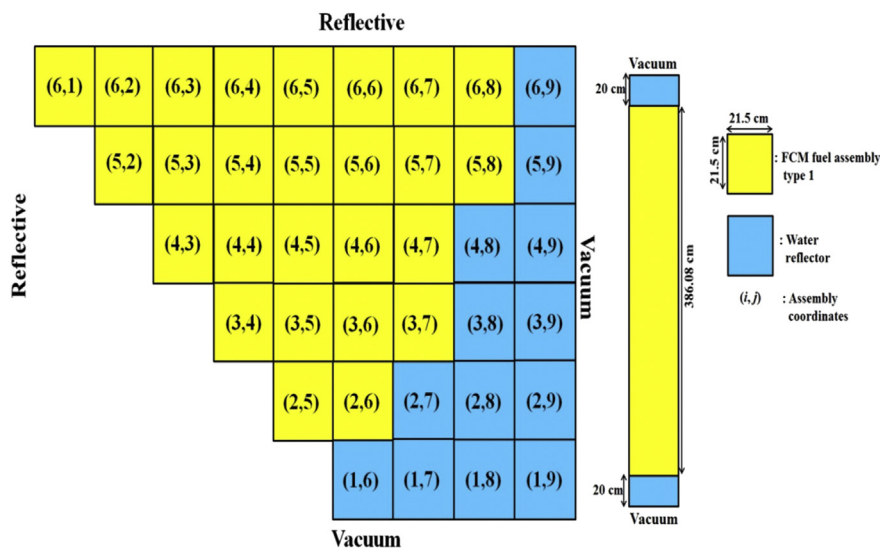 Reflective
(6,1) (6,2) (6,3) (6,4) (6,5) (6,6) (6,7) (6,8) (6,9)
(5,2) (5,3) (5,4) (5,5) (5,6) (5,7) (5,8) (5,9)
(4,3) (4,4) (4,5) (4,6) (4,7) (4,8) (4,9)
(3,4) (3,5) (3,6) (3,7) (3,8) (3,9)
(2,5) (2,6) (2,7) (2,8) (2,9)
(1,6) (1,7) (1,8) (1,9)
Reflective
Vacuum
Vacuum
Vacuum
20 cm
386.08 cm
20 cm
Vacuum
21.5 cm
21.5 cm
: FCM fuel assembly
type 1
: Water
reflector
(i, j) : Assembly
coordinates